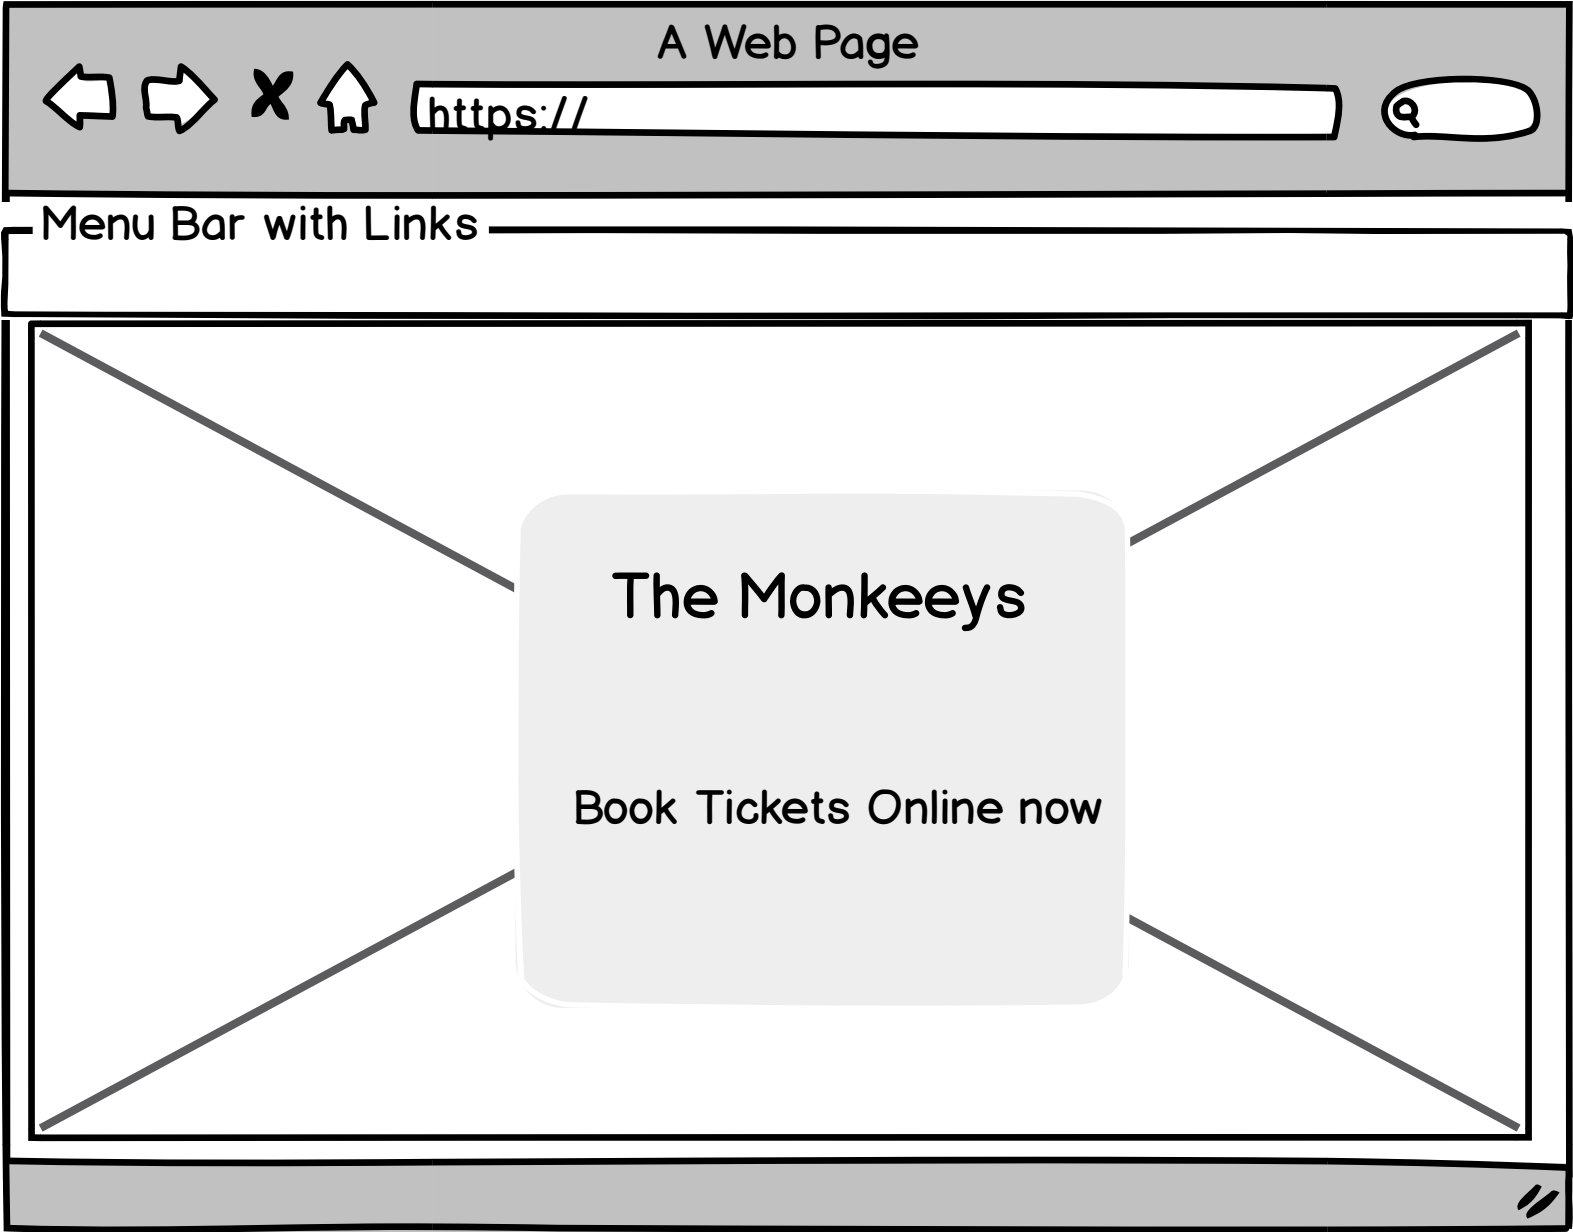 A Web Page
https://
Menu Bar with Links
The Monkeeys
Book Tickets Online now